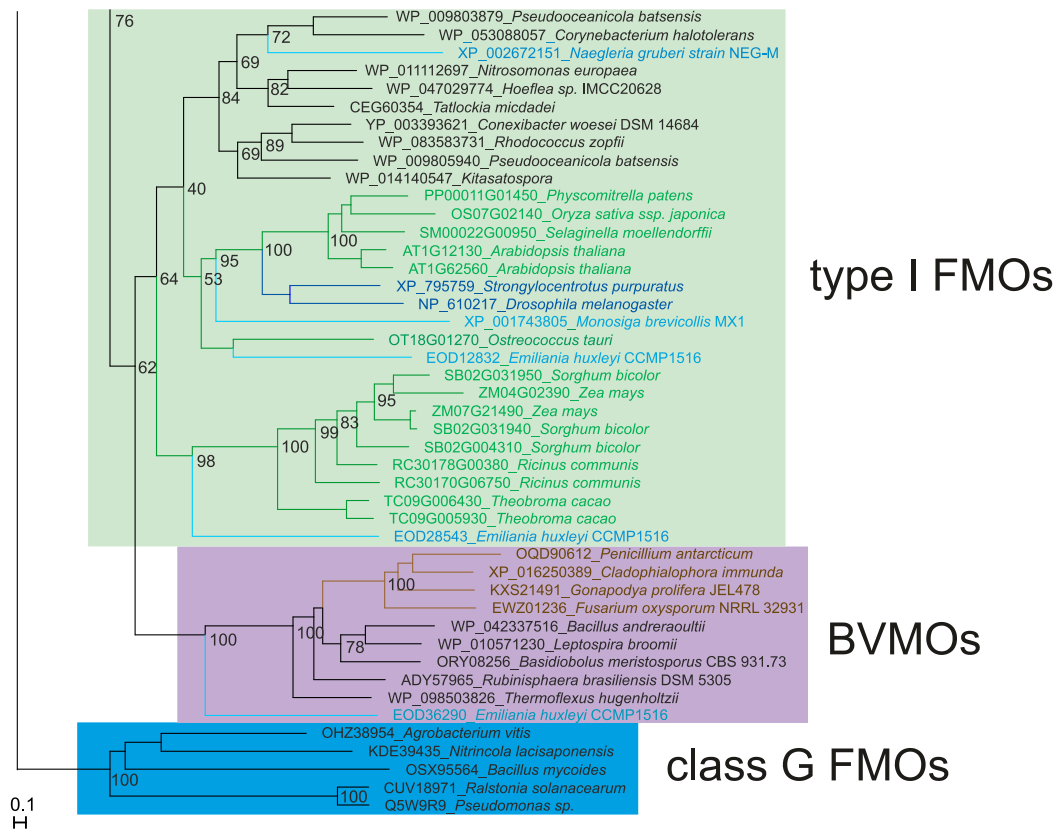 76
WP_009803879_Pseudooceanicola batsensis
WP_053088057_Corynebacterium halotolerans
72
XP_002672151_Naegleria gruberi strain NEG-M
69
WP_011112697_Nitrosomonas europaea
82
WP_047029774_Hoeflea sp. IMCC20628
84
CEG60354_Tatlockia micdadei
YP_003393621_Conexibacter woesei DSM 14684
89
WP_083583731_Rhodococcus zopfii
69
WP_009805940_Pseudooceanicola batsensis
WP_014140547_Kitasatospora
40
PP00011G01450_Physcomitrella patens
OS07G02140_Oryza sativa ssp. japonica
100
SM00022G00950_Selaginella moellendorffii
100
AT1G12130_Arabidopsis thaliana
95
AT1G62560_Arabidopsis thaliana
64
53
XP_795759_Strongylocentrotus purpuratus
NP_610217_Drosophila melanogaster
XP_001743805_Monosiga brevicollis MX1
OT18G01270_Ostreococcus tauri
EOD12832_Emiliania huxleyi CCMP1516
type I FMOs
62
SB02G031950_Sorghum bicolor
95
ZM04G02390_Zea mays
ZM07G21490_Zea mays
83
99
SB02G031940_Sorghum bicolor
100
SB02G004310_Sorghum bicolor
98
RC30178G00380_Ricinus communis
RC30170G06750_Ricinus communis
TC09G006430_Theobroma cacao
TC09G005930_Theobroma cacao
EOD28543_Emiliania huxleyi CCMP1516
OQD90612_Penicillium antarcticum
XP_016250389_Cladophialophora immunda
100
KXS21491_Gonapodya prolifera JEL478
EWZ01236_Fusarium oxysporum NRRL 32931
WP_042337516_Bacillus andreraoultii
100
100
78
WP_010571230_Leptospira broomii
BVMOs
ORY08256_Basidiobolus meristosporus CBS 931.73
ADY57965_Rubinisphaera brasiliensis DSM 5305
WP_098503826_Thermoflexus hugenholtzii
EOD36290_Emiliania huxleyi CCMP1516
OHZ38954_Agrobacterium vitis
KDE39435_Nitrincola lacisaponensis
100
OSX95564_Bacillus mycoides
class G FMOs
CUV18971_Ralstonia solanacearum
100
Q5W9R9_Pseudomonas sp.
0.1